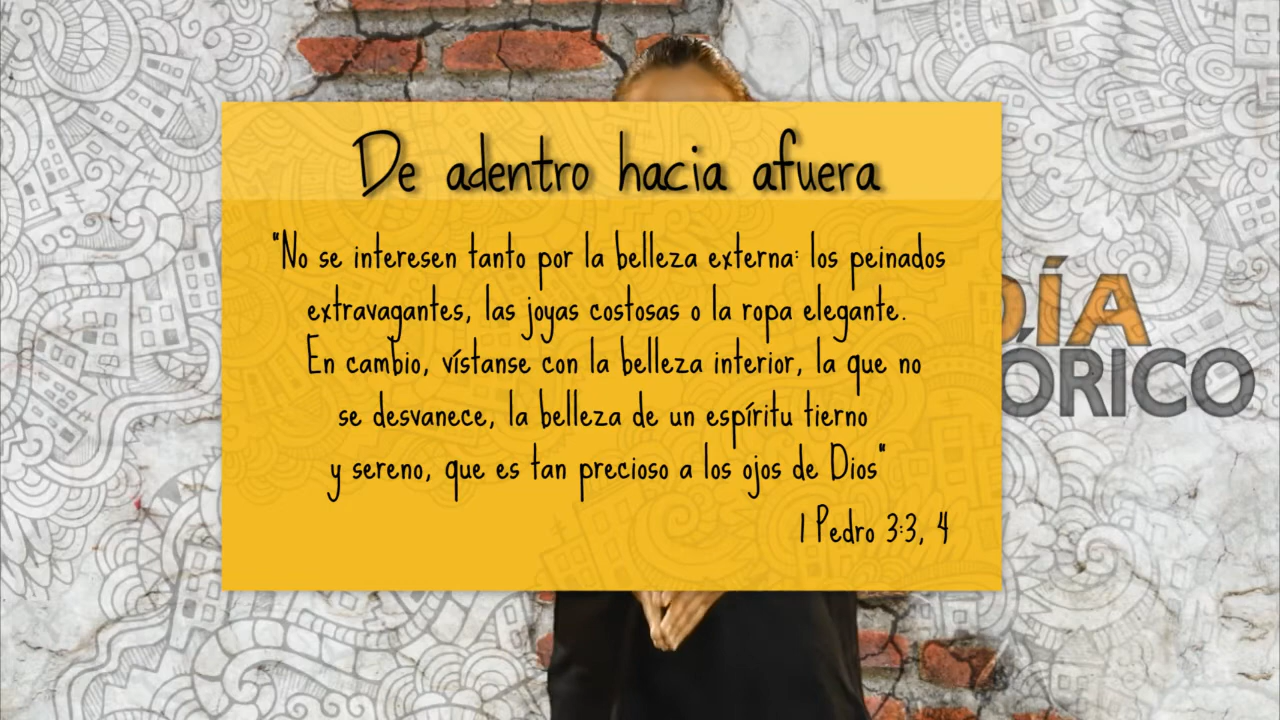 De adentro hacia afuera
"No se interesen tanto por la belleza externa: los peinados
extravagantes, las joyas costosas o la ropa elegante.
En cambio, vístanse con la belleza interior, la que no
se desvanece, la belleza de un espíritu tierno
y sereno, que es tan precioso a los ojos de Dios"
1 Pedro 3:3, 4
DÍA
ÓRICO